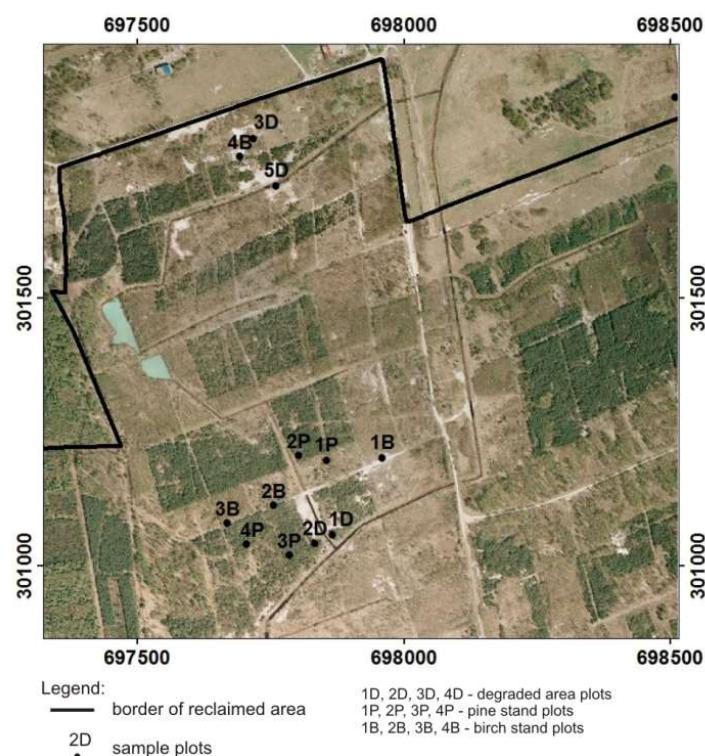 697500 698000 698500
3D
4B
5D
301500 301500
2P 1P 1B
2B
3B
1D
4P 2D
3P
301000 301000
697500 698000 698500
Legend:
border of reclaimed area
2D sample plots
1D, 2D, 3D, 4D - degraded area plots
1P, 2P, 3P, 4P - pine stand plots
1B, 2B, 3B, 4B - birch stand plots